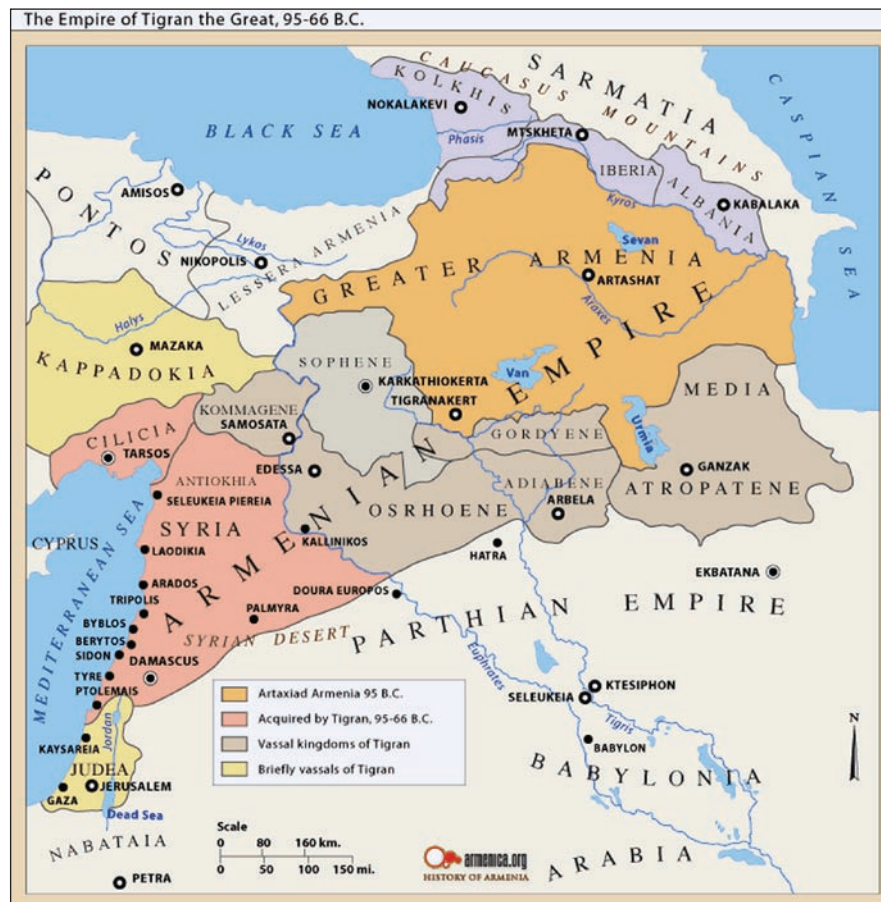 The Empire of Tigran the Great, 95-66 B.C.
SARMATIA
CAUCASUS MOUNTAINS
KOLKHIS
NOKALAKEVI
CASPIAN SEA
BLACK SEA
Phasis
MTSKHETA
IBERIA
ALBANIA
KABALAKA
Kyros
PONTOS
AMISOS
Lykos
NIKOPOLIS
LESSERA ARMENIA
Sevan
GREATER ARMENIA
ARTASHAT
Araxes
Halys
MAZAKA
KAPPADOKIA
SOPHENE
KARKATHIOKERTA
Van
TIGRANAKERT
ARMENIAN EMPIRE
MEDIA
ATROPATENE
KOMMAGENE
SAMOSATA
GORDYENE
Urmia
GANZAK
CILICIA
TARSOS
EDESSA
ADIABENE
ARBELA
ANTIOKHIA
SELEUKEIA PIEREIA
OSRHOENE
SYRIA
KALLINIKOS
HATRA
CYPRUS
LAODIKIA
MEDITERRANEAN SEA
EKBATANA
ARADOS
DOURA EUROPOS
TRIPOLIS
PALMYRA
PARTHIAN EMPIRE
BYBLOS
SYRIAN DESERT
BERYTOS
SIDON
DAMASCUS
Euphrates
TYRE
KTESIPHON
SELEUKEIA
PTOLEMAIS
Tigris
Jordan
KAYSAREIA
BABYLON
JUDEA
BABYLONIA
JERUSALEM
GAZA
Dead Sea
NABATAIA
ARABIA
PETRA
Artaxiad Armenia 95 B.C.
Acquired by Tigran, 95-66 B.C.
Vassal kingdoms of Tigran
Briefly vassals of Tigran
N
Scale
0 80 160 km.
0 50 100 150 mi.
armenica.org
HISTORY OF ARMENIA